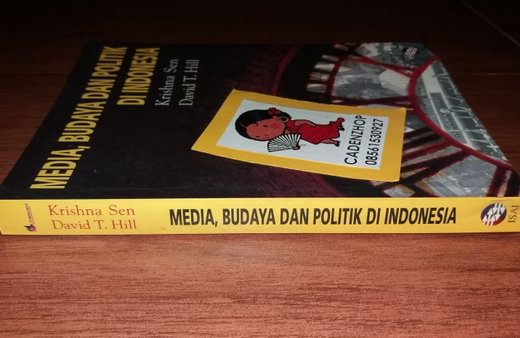 MEDIA, BUDAYA DAN POLITIK
DI INDONESIA
Krishna Sen
David T. Hill
CADENZHOP
08561530927
Krishna Sen
David T. Hill
MEDIA, BUDAYA DAN POLITIK DI INDONESIA
ISAI